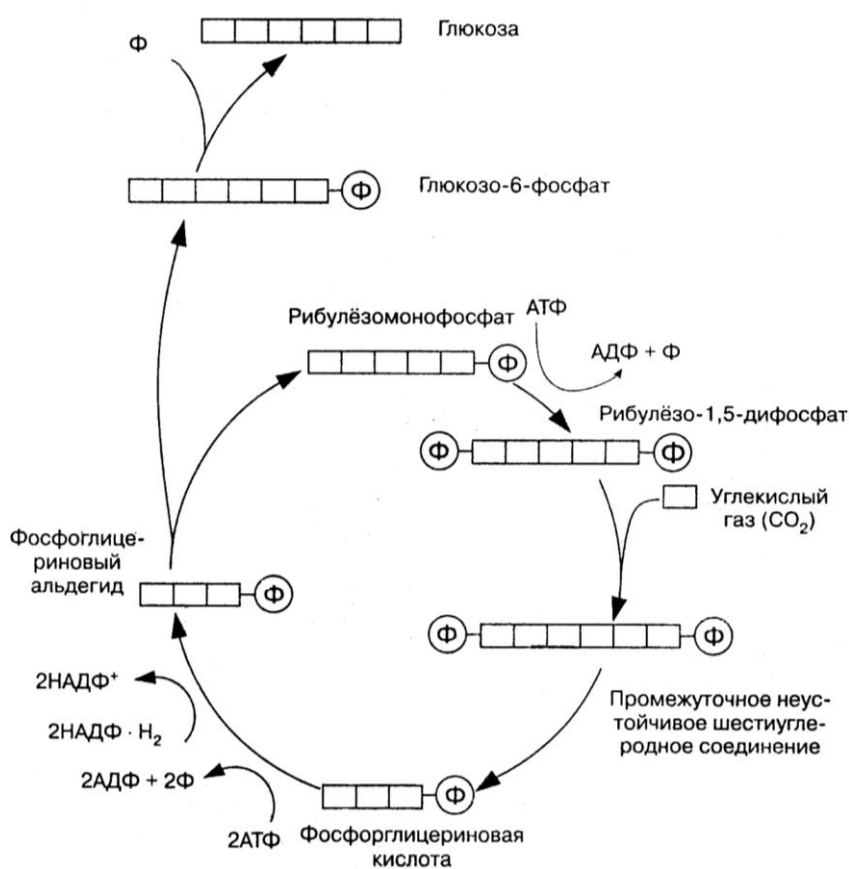 Глюкоза
Ф
Глюкозо-6-фосфат
Ф
Рибулёзомонофосфат
АТФ
Ф
АДФ + Ф
Рибулёзо-1,5-дифосфат
Ф
Ф
Углекислый
газ (CO₂)
Фосфоглице-
риновый
альдегид
Ф
Ф
Ф
Промежуточное неус-
тойчивое шестиугле-
родное соединение
2НАДФ⁺
2НАДФ · H₂
2АДФ + 2Ф
2АТФ
Ф
Фосфорглицериновая
кислота